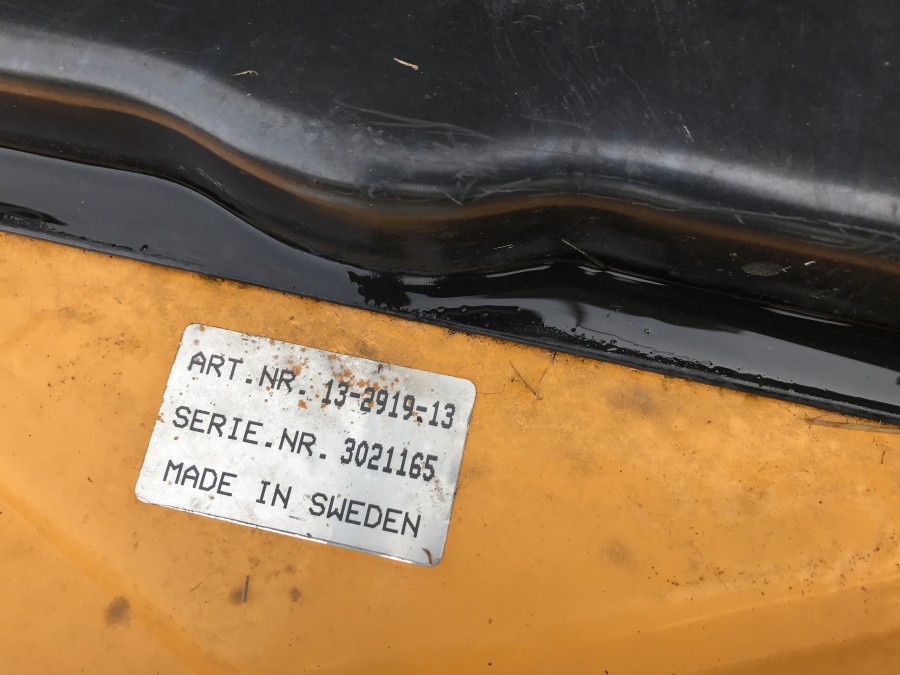 ART.NR. 13-2919-13
SERIE.NR. 3021165
MADE IN SWEDEN